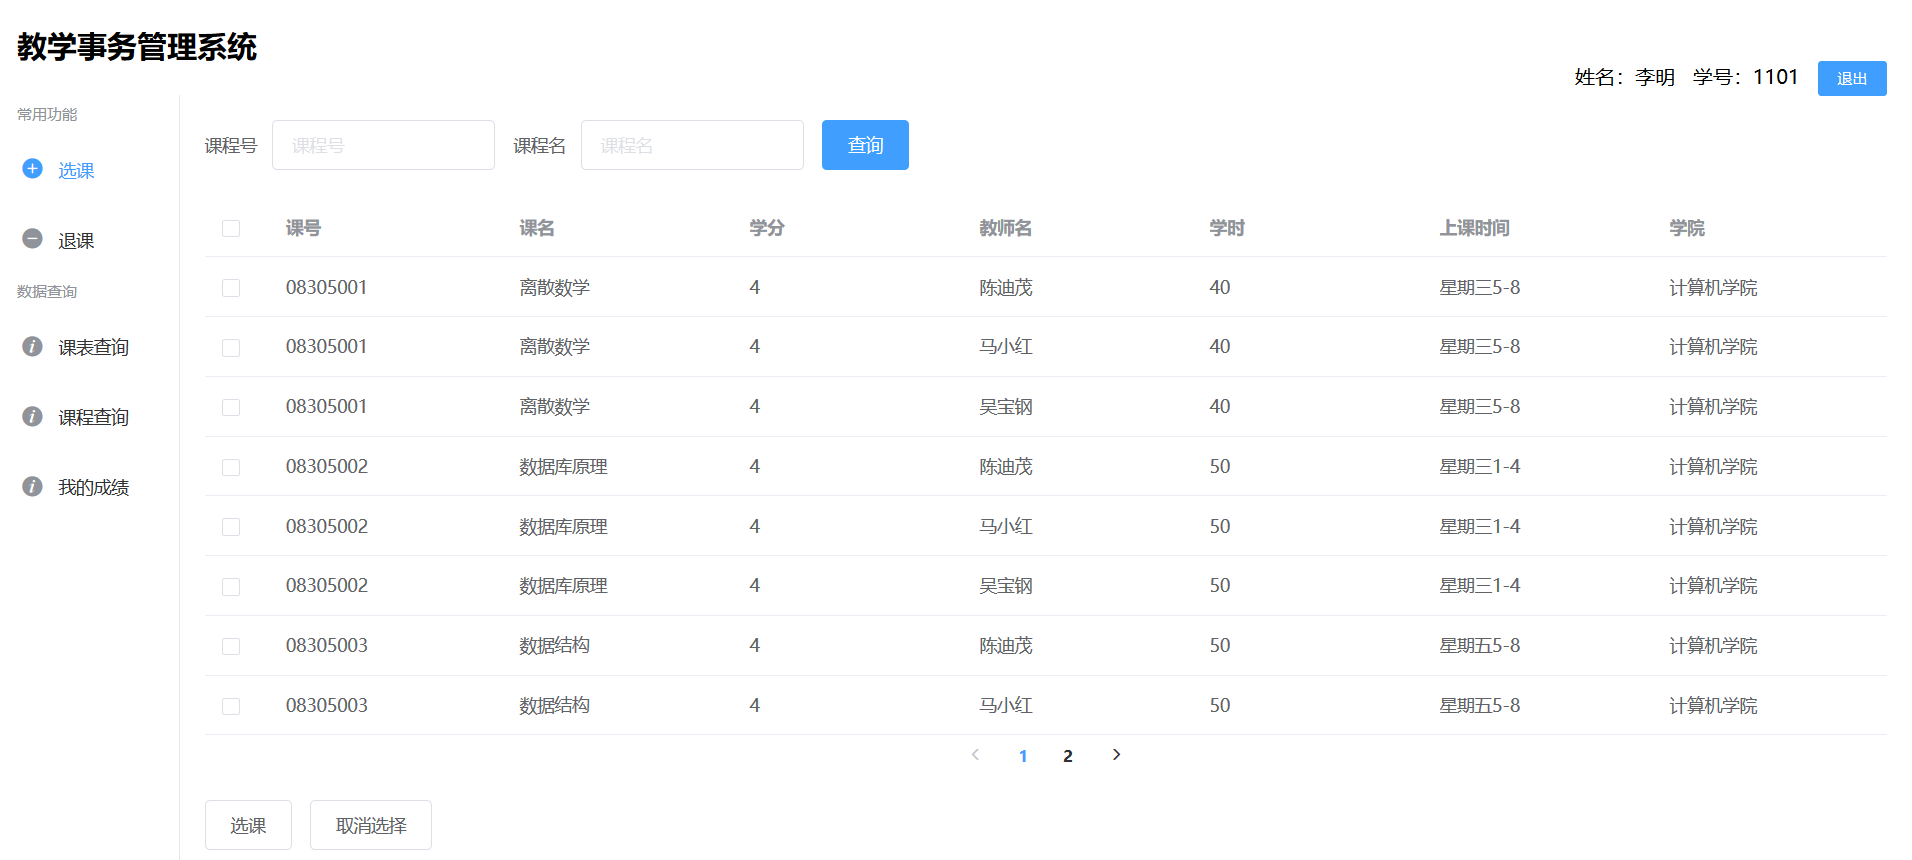 教学事务管理系统
姓名：李明 学号：1101 退出
常用功能
选课
退课
数据查询
课表查询
课程查询
我的成绩
课程号 课程号 课程名 课程名 查询
课号 课名 学分 教师名 学时 上课时间 学院
08305001 离散数学 4 陈迪茂 40 星期三5-8 计算机学院
08305001 离散数学 4 马小红 40 星期三5-8 计算机学院
08305001 离散数学 4 吴宝钢 40 星期三5-8 计算机学院
08305002 数据库原理 4 陈迪茂 50 星期三1-4 计算机学院
08305002 数据库原理 4 马小红 50 星期三1-4 计算机学院
08305002 数据库原理 4 吴宝钢 50 星期三1-4 计算机学院
08305003 数据结构 4 陈迪茂 50 星期五5-8 计算机学院
08305003 数据结构 4 马小红 50 星期五5-8 计算机学院
1 2
选课 取消选择